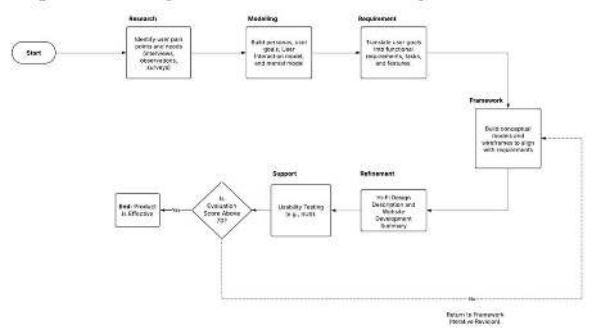 Research
Modelling
Requirement
Start
Identify user pain
points and needs
(interviews,
observations,
surveys)
Build personas, user
goals, User
Interaction model,
and mental model
Translate user goals
into functional
requirements, tasks,
and features
Framework
Build conceptual
models and
wireframes to align
with requirements
Support
Refinement
End: Product
is Effective
Is
Evaluation
Score Above
Usability Testing
(e.g.,
Hi-Fi Design
Description and
Website
Development
Summary
No
Return to Framework
(Iterative Revision)